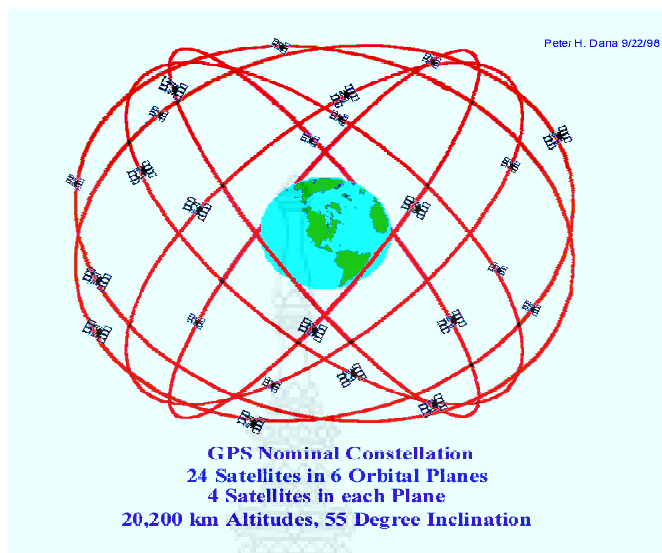 Peter H. Dana 9/22/98
GPS Nominal Constellation
24 Satellites in 6 Orbital Planes
4 Satellites in each Plane
20,200 km Altitudes, 55 Degree Inclination